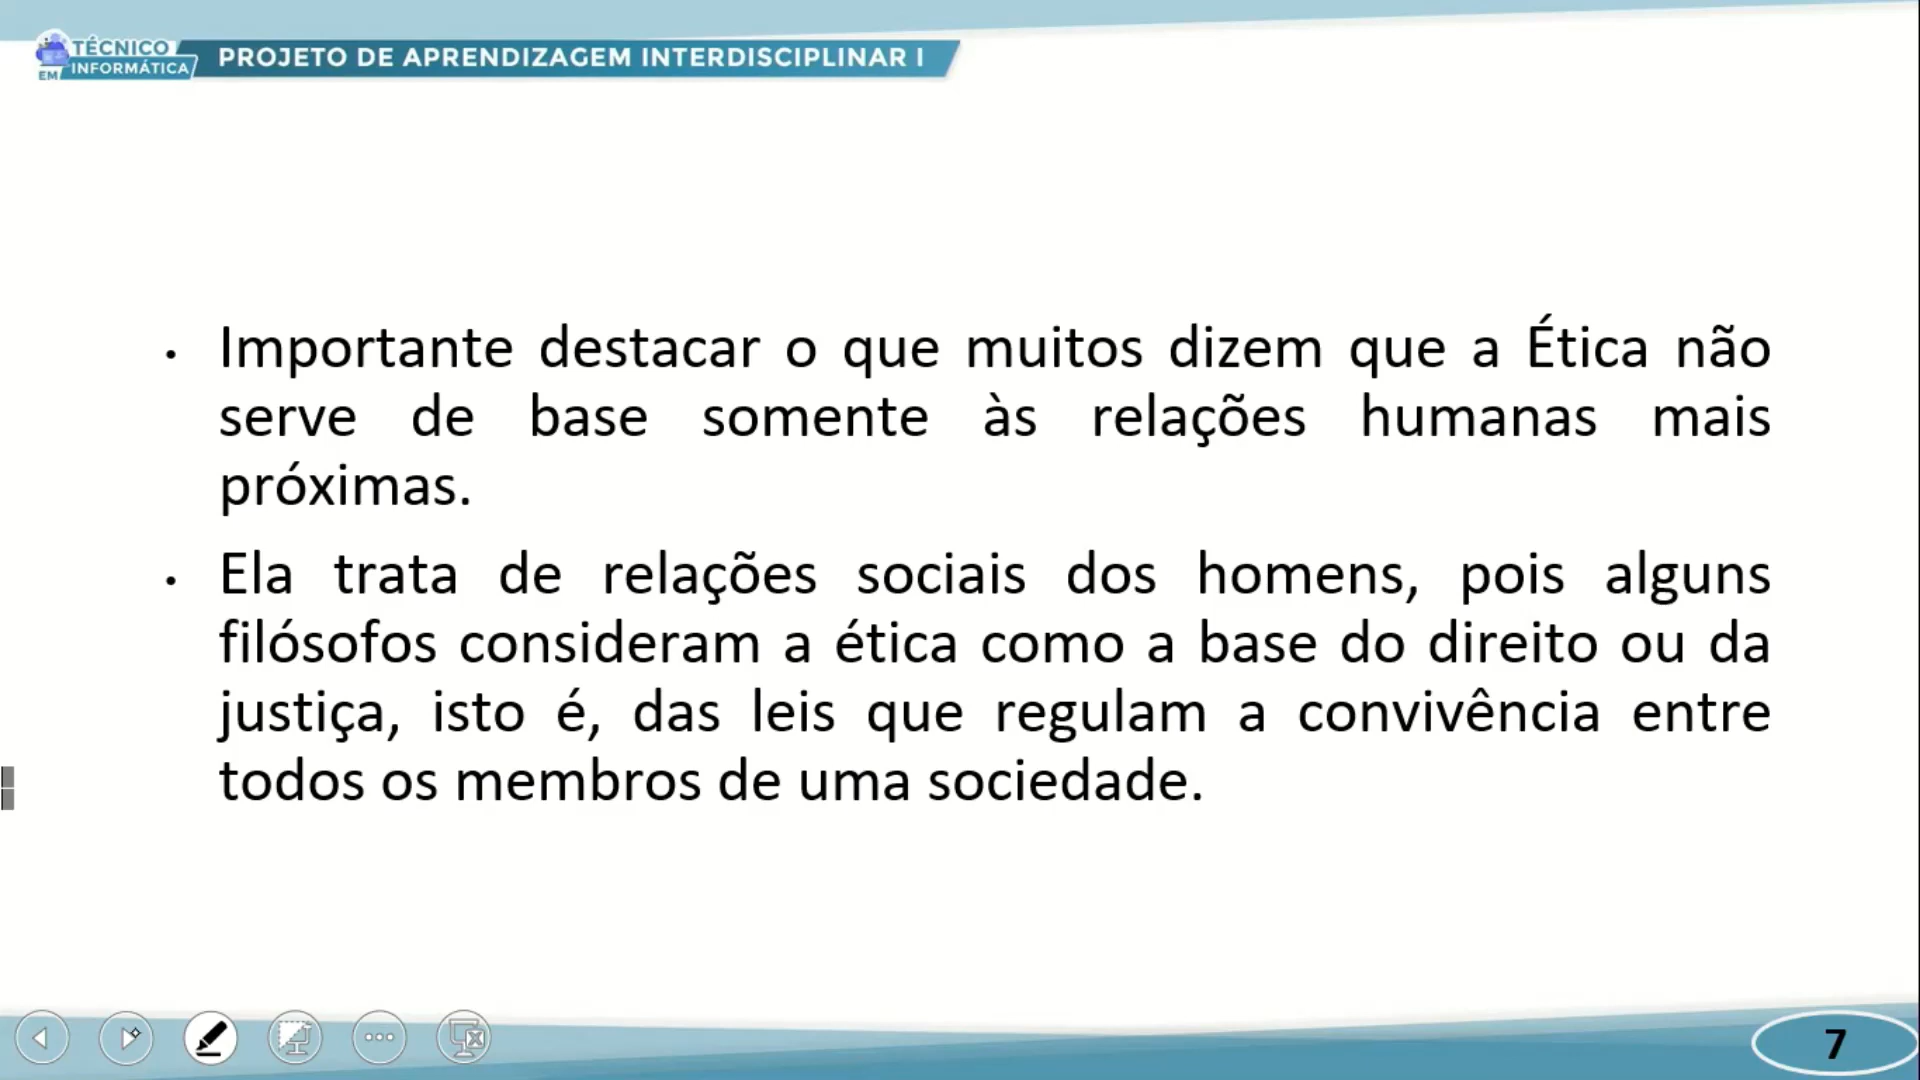 TÉCNICO
EM INFORMÁTICA
PROJETO DE APRENDIZAGEM INTERDISCIPLINAR I
• Importante destacar o que muitos dizem que a Ética não
serve de base somente às relações humanas mais
próximas.
• Ela trata de relações sociais dos homens, pois alguns
filósofos consideram a ética como a base do direito ou da
justiça, isto é, das leis que regulam a convivência entre
todos os membros de uma sociedade.
7